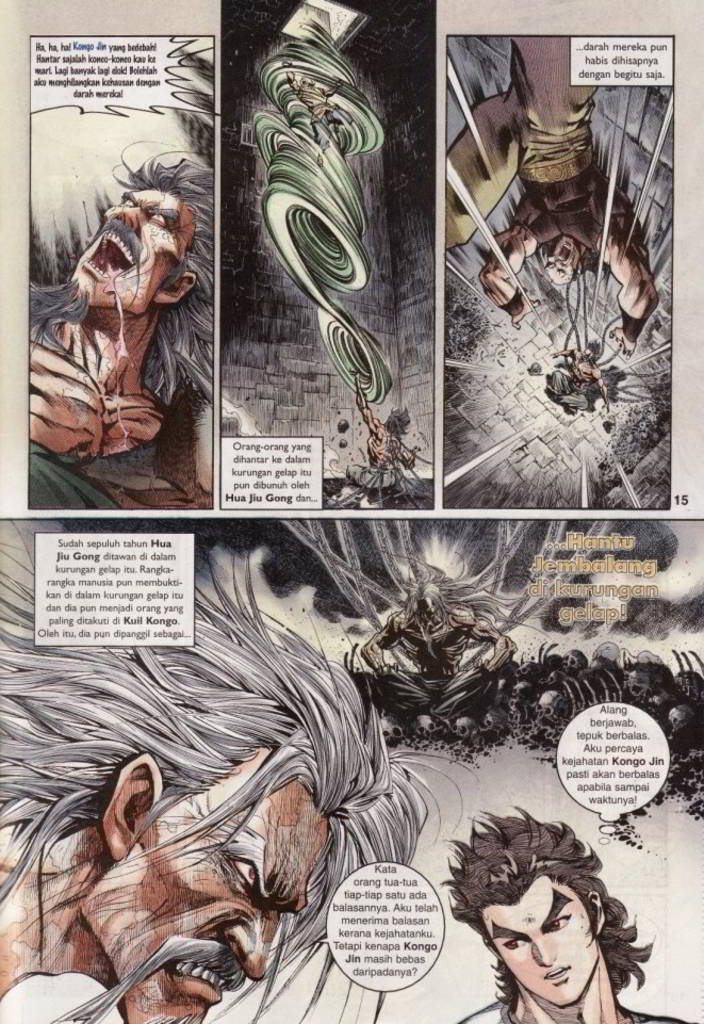 Ha, ha, ha! Kongo Jin yang bedebah!
Hantar sajalah konco-konco kau ke
mari. Lagi banyak lagi elok! Bolehlah
aku menghilangkan kehausan dengan
darah mereka!
Orang-orang yang
dihantar ke dalam
kurungan gelap itu
pun dibunuh oleh
Hua Jiu Gong dan...
...darah mereka pun
habis dihisapnya
dengan begitu saja.
15
Sudah sepuluh tahun Hua
Jiu Gong ditawan di dalam
kurungan gelap itu. Rangka-
rangka manusia pun membukti-
kan di dalam kurungan gelap itu
dan dia pun menjadi orang yang
paling ditakuti di Kuil Kongo.
Oleh itu, dia pun dipanggil sebagai...
...Hantu
Jembalang
di kurungan
gelap!
Alang
berjawab,
tepuk berbalas.
Aku percaya
kejahatan Kongo Jin
pasti akan berbalas
apabila sampai
waktunya!
Kata
orang tua-tua
tiap-tiap satu ada
balasannya. Aku telah
menerima balasan
kerana kejahatanku.
Tetapi kenapa Kongo
Jin masih bebas
daripadanya?